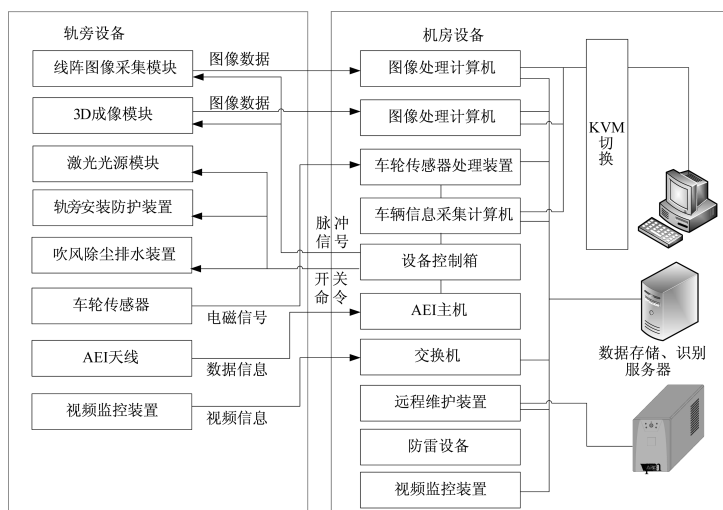 轨旁设备
线阵图像采集模块
3D成像模块
激光光源模块
轨旁安装防护装置
吹风除尘排水装置
车轮传感器
AEI天线
视频监控装置
图像数据
图像数据
脉冲
信号
开关
命令
电磁信号
数据信息
视频信息
机房设备
图像处理计算机
图像处理计算机
车轮传感器处理装置
车辆信息采集计算机
设备控制箱
AEI主机
交换机
远程维护装置
防雷设备
视频监控装置
KVM
切
换
数据存储、识别
服务器